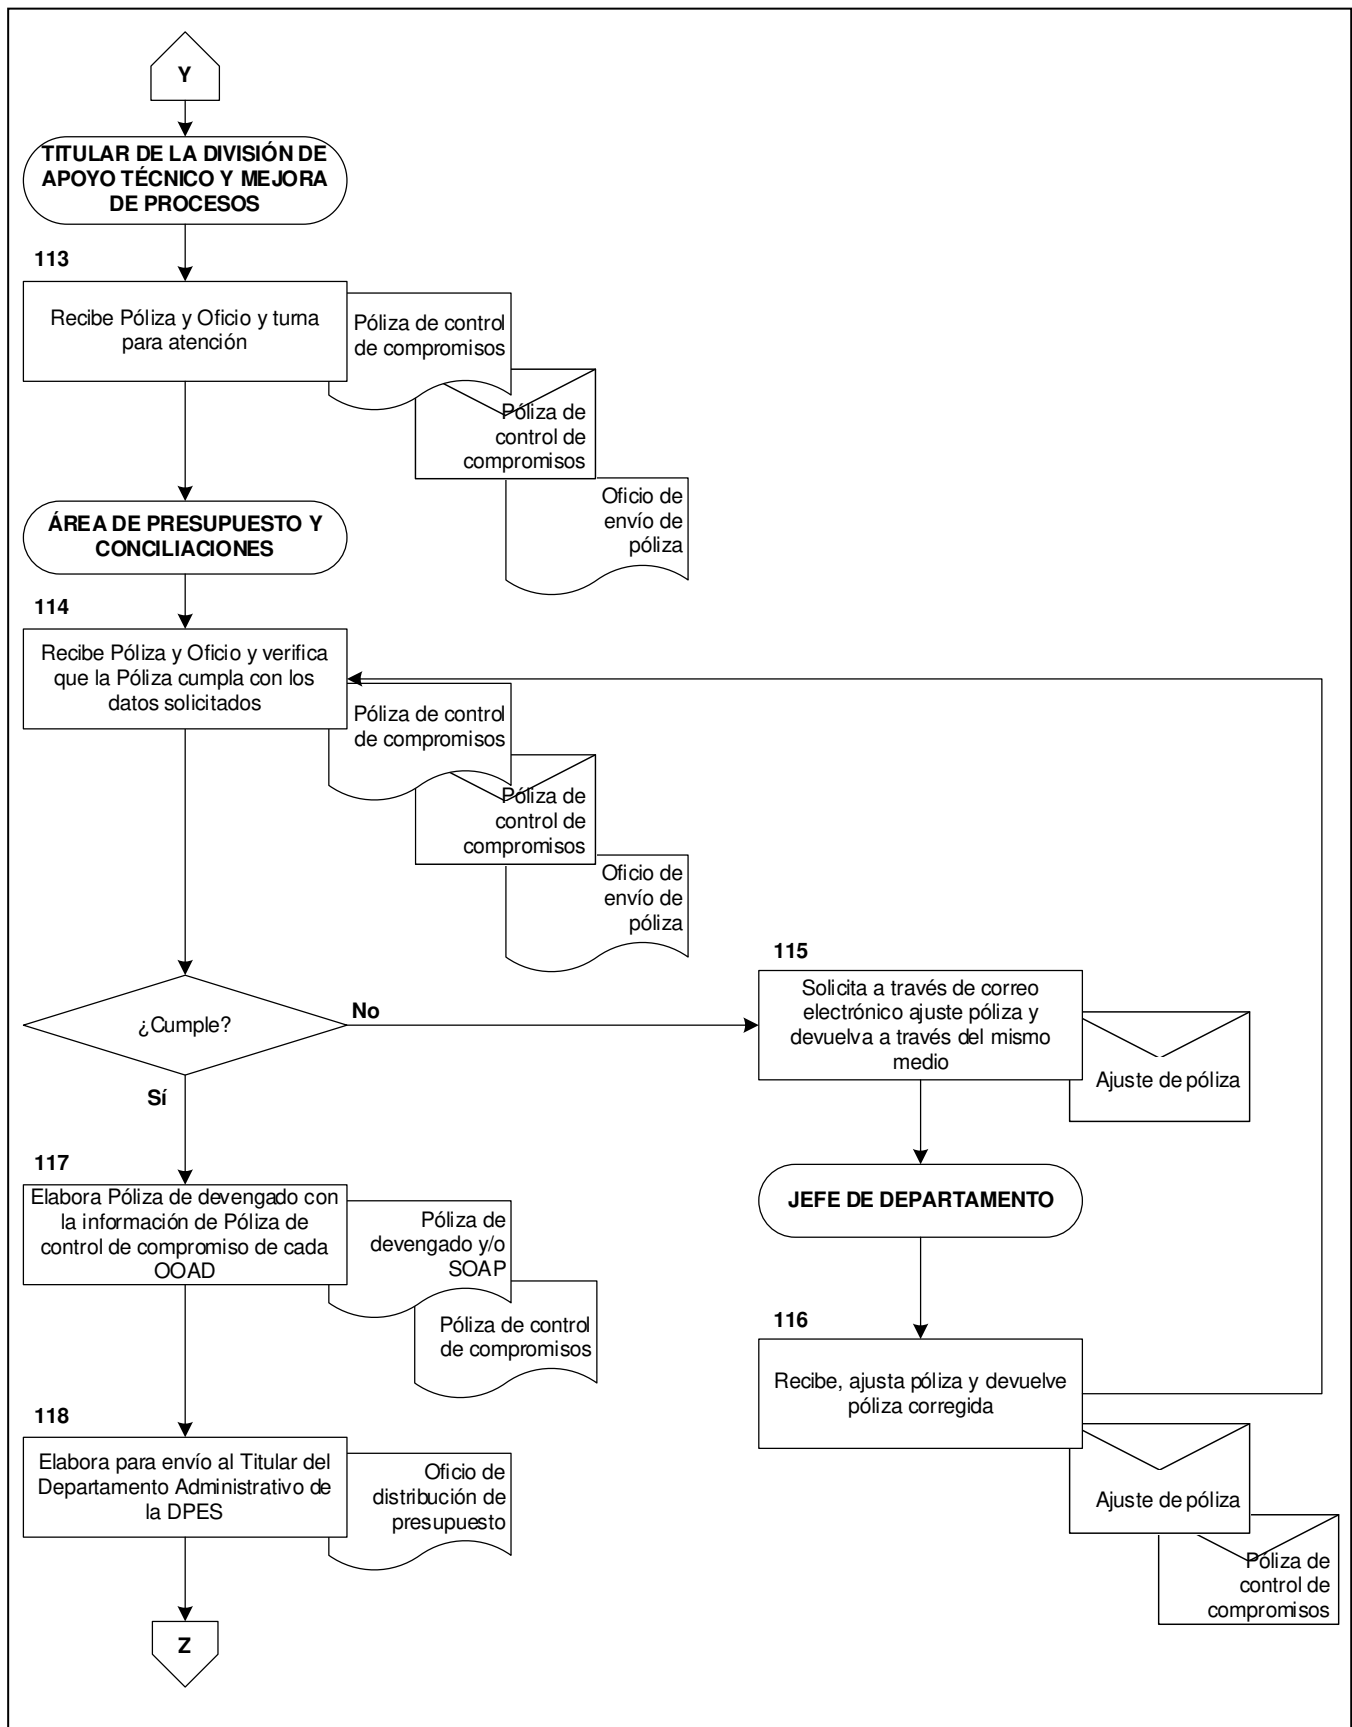 Y
TITULAR DE LA DIVISIÓN DE
APOYO TÉCNICO Y MEJORA
DE PROCESOS
113
Recibe Póliza y Oficio y turna
para atención
Póliza de control
de compromisos
Póliza de
control de
compromisos
Oficio de
envío de
póliza
ÁREA DE PRESUPUESTO Y
CONCILIACIONES
114
Recibe Póliza y Oficio y verifica
que la Póliza cumpla con los
datos solicitados
Póliza de control
de compromisos
Póliza de
control de
compromisos
Oficio de
envío de
póliza
¿Cumple?
No
Sí
115
Solicita a través de correo
electrónico ajuste póliza y
devuelva a través del mismo
medio
Ajuste de póliza
JEFE DE DEPARTAMENTO
116
Recibe, ajusta póliza y devuelve
póliza corregida
Ajuste de póliza
Póliza de
control de
compromisos
117
Elabora Póliza de devengado con
la información de Póliza de
control de compromiso de cada
OOAD
Póliza de
devengado y/o
SOAP
Póliza de control
de compromisos
118
Elabora para envío al Titular del
Departamento Administrativo de
la DPES
Oficio de
distribución de
presupuesto
Z